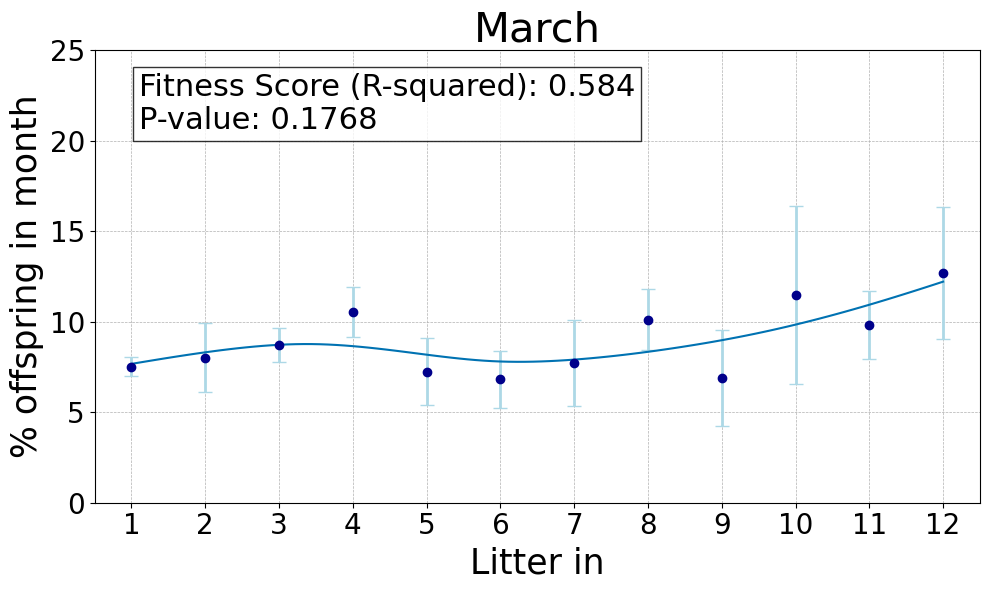 March
Fitness Score (R-squared): 0.584
P-value: 0.1768
% offspring in month
25
20
15
10
5
0
1 2 3 4 5 6 7 8 9 10 11 12
Litter in